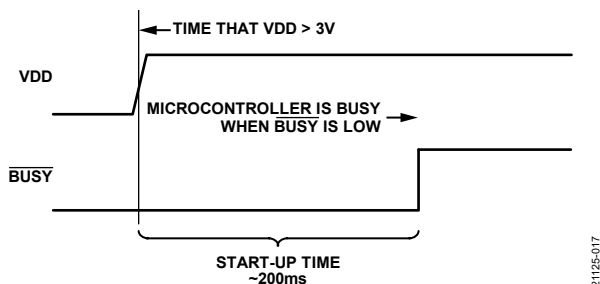 TIME THAT VDD > 3V
VDD
MICROCONTROLLER IS BUSY
WHEN BUSY IS LOW
BUSY
START-UP TIME
~200ms
21125-017